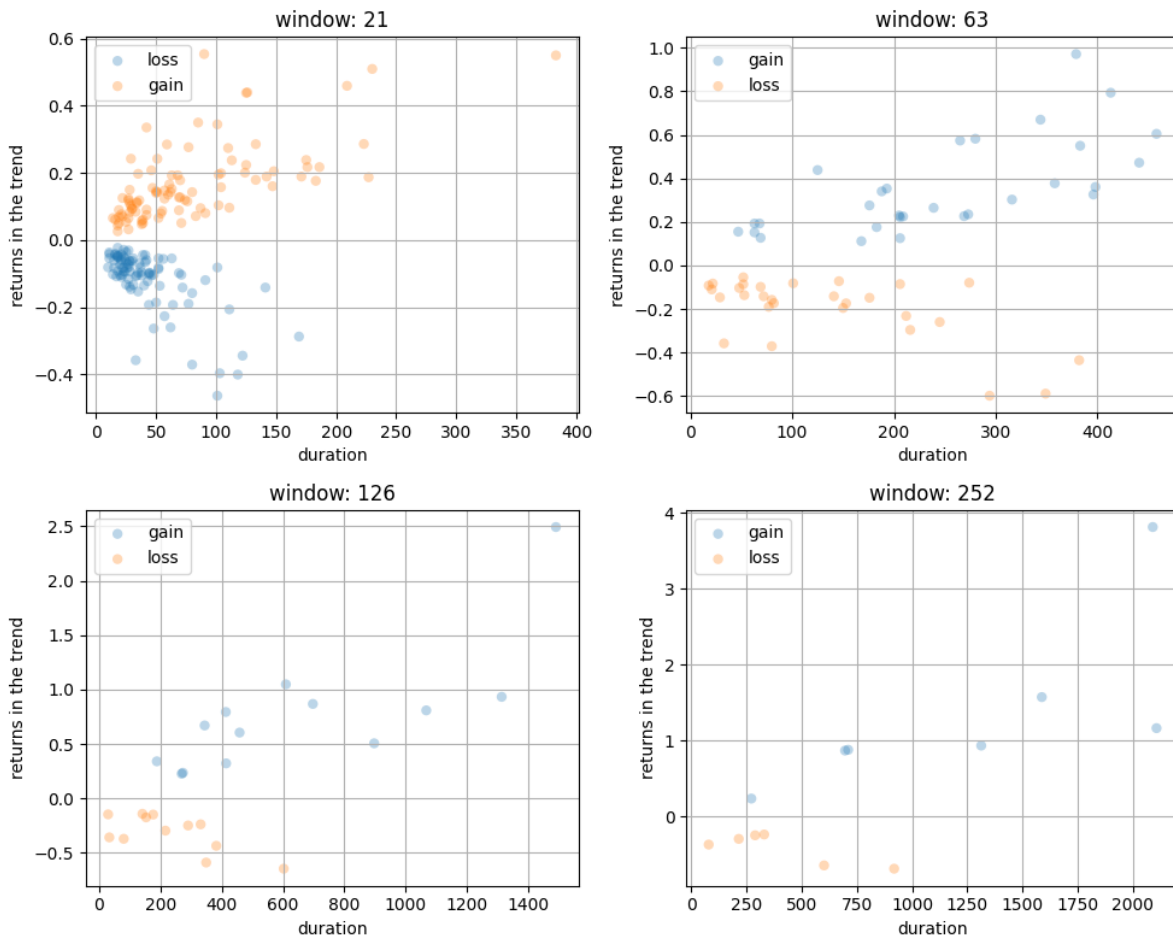 window: 21
loss
gain
returns in the trend
0.6
0.4
0.2
0.0
−0.2
−0.4
0 50 100 150 200 250 300 350 400
duration
window: 63
gain
loss
returns in the trend
1.0
0.8
0.6
0.4
0.2
0.0
−0.2
−0.4
−0.6
0 100 200 300 400
duration
window: 126
gain
loss
returns in the trend
2.5
2.0
1.5
1.0
0.5
0.0
−0.5
0 200 400 600 800 1000 1200 1400
duration
window: 252
gain
loss
returns in the trend
4
3
2
1
0
0 250 500 750 1000 1250 1500 1750 2000
duration